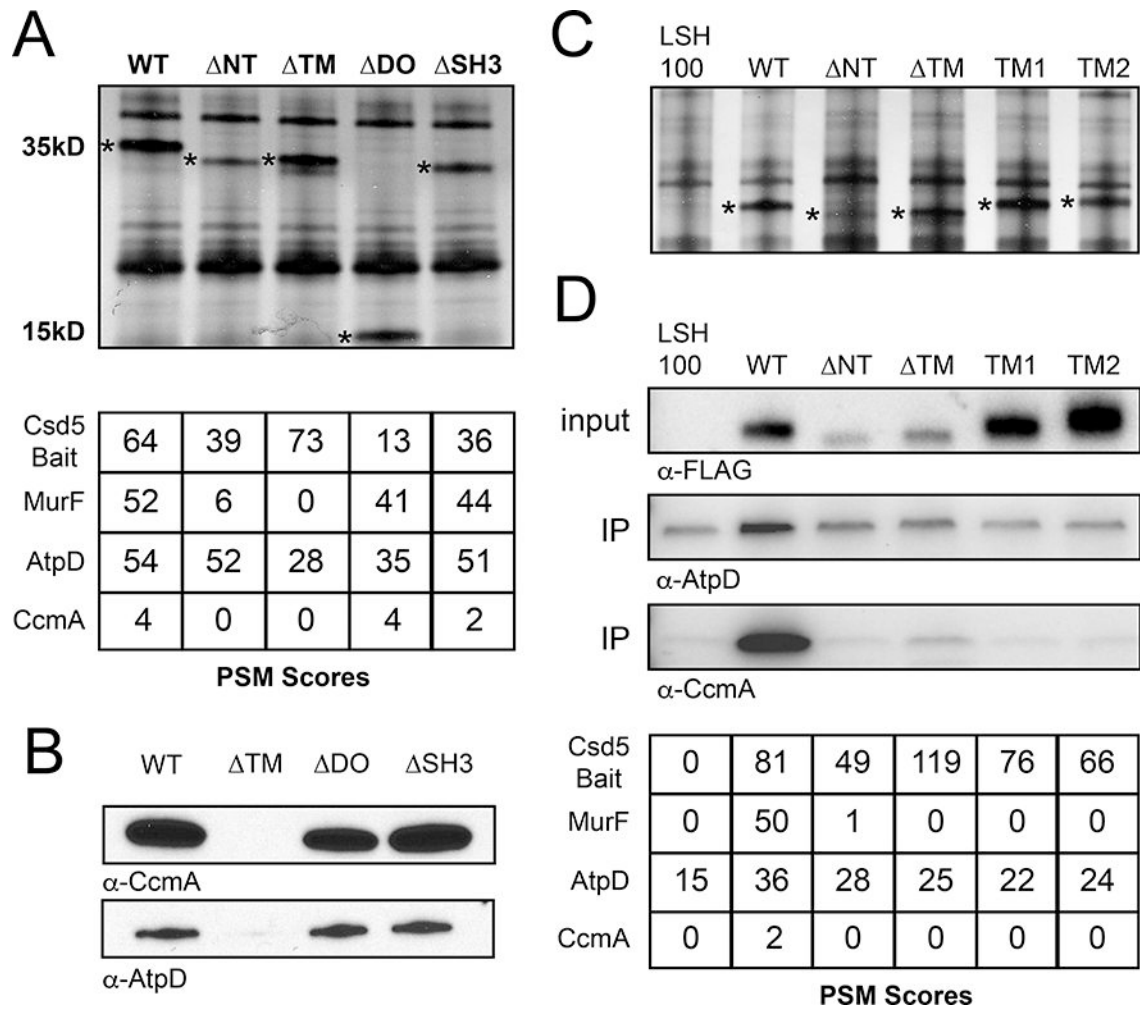 A
WT ΔNT ΔTM ΔDO ΔSH3
35kD
* * * * *
15kD
Csd5 Bait 64 39 73 13 36
MurF 52 6 0 41 44
AtpD 54 52 28 35 51
CcmA 4 0 0 4 2
PSM Scores
B
WT ΔTM ΔDO ΔSH3
α-CcmA
α-AtpD
C
LSH 100 WT ΔNT ΔTM TM1 TM2
* * * * *
D
LSH 100 WT ΔNT ΔTM TM1 TM2
input
α-FLAG
IP
α-AtpD
IP
α-CcmA
Csd5 Bait 0 81 49 119 76 66
MurF 0 50 1 0 0 0
AtpD 15 36 28 25 22 24
CcmA 0 2 0 0 0 0
PSM Scores